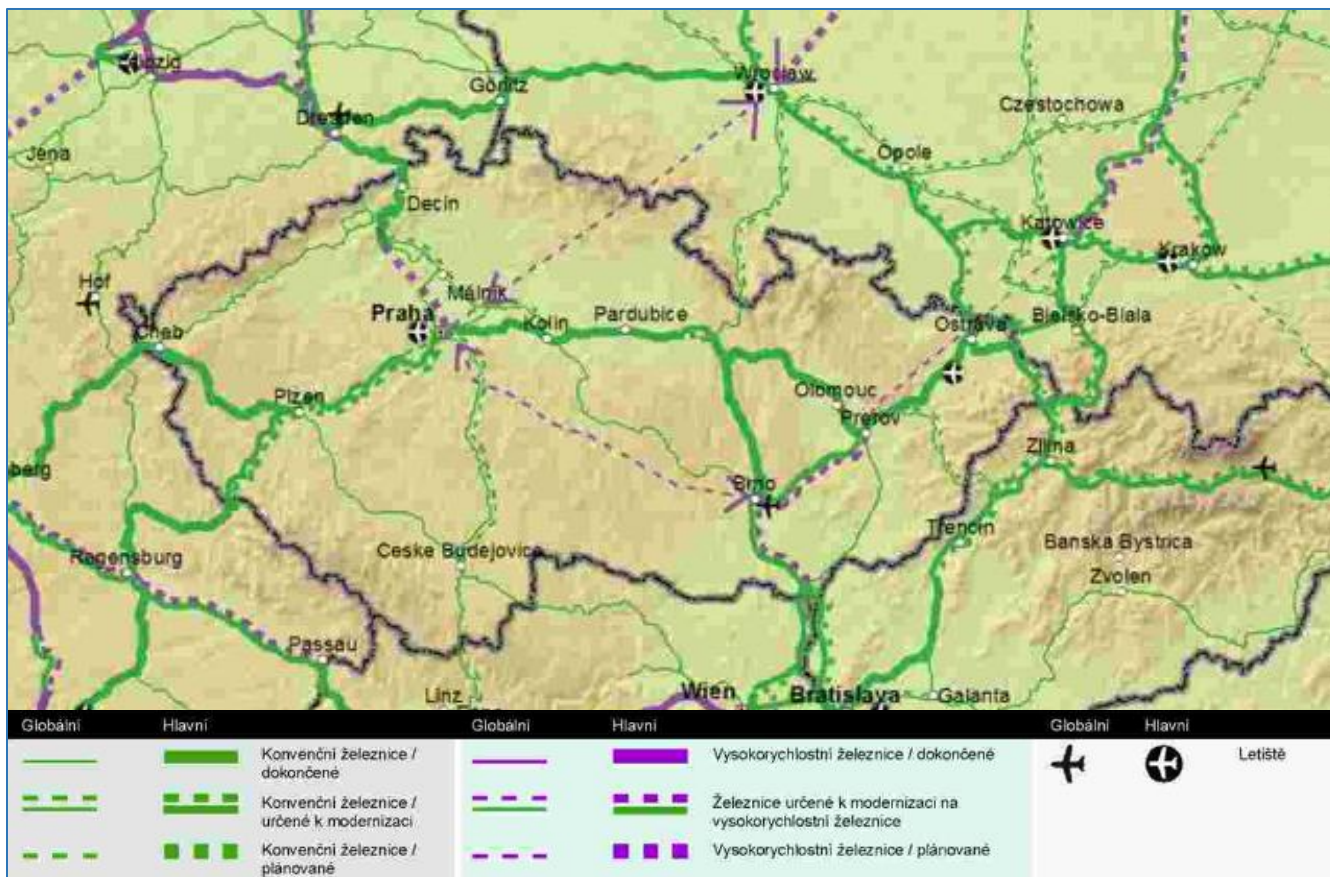 Wroclaw
Görlitz
Czestochowa
Dresden
Opole
Jena
Decin
Katowice
Krakow
Hof
Málnik
Praha
Kolin
Pardubice
Ostrava
Bielsko-Biala
Cheb
Plzen
Olomouc
Prerov
Zilina
Brno
Trencin
Ceske Budejovice
Banska Bystrica
Regensburg
Zvolen
Passau
Linz
Wien
Bratislava
Galanta
Globální Hlavní Globální Hlavní Globální Hlavní
Konvenční železnice /
dokončené
Vysokorychlostní železnice / dokončené
Letiště
Konvenční železnice /
určené k modernizaci
Železnice určené k modernizaci na
vysokorychlostní železnice
Konvenční železnice /
plánované
Vysokorychlostní železnice / plánované